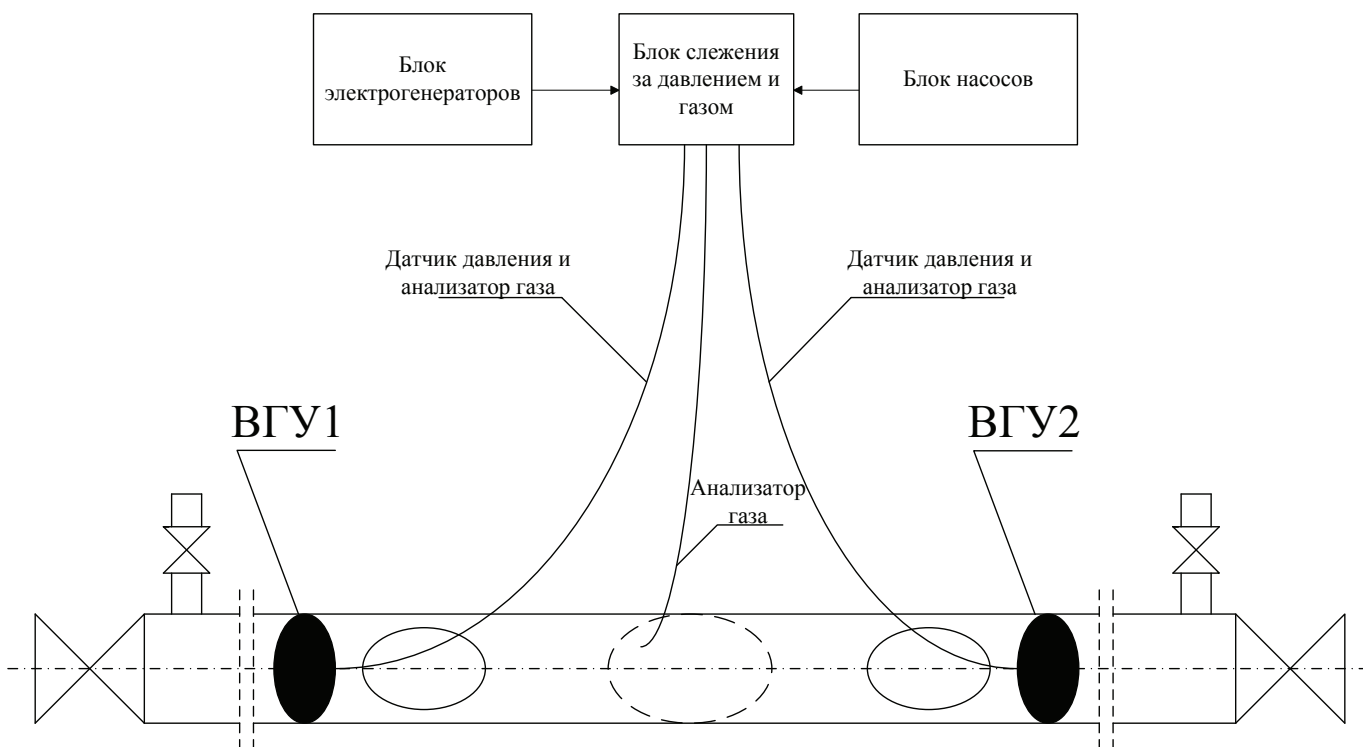 Блок
электрогенераторов
Блок слежения
за давлением и
газом
Блок насосов
Датчик давления и
анализатор газа
Датчик давления и
анализатор газа
ВГУ1
ВГУ2
Анализатор
газа